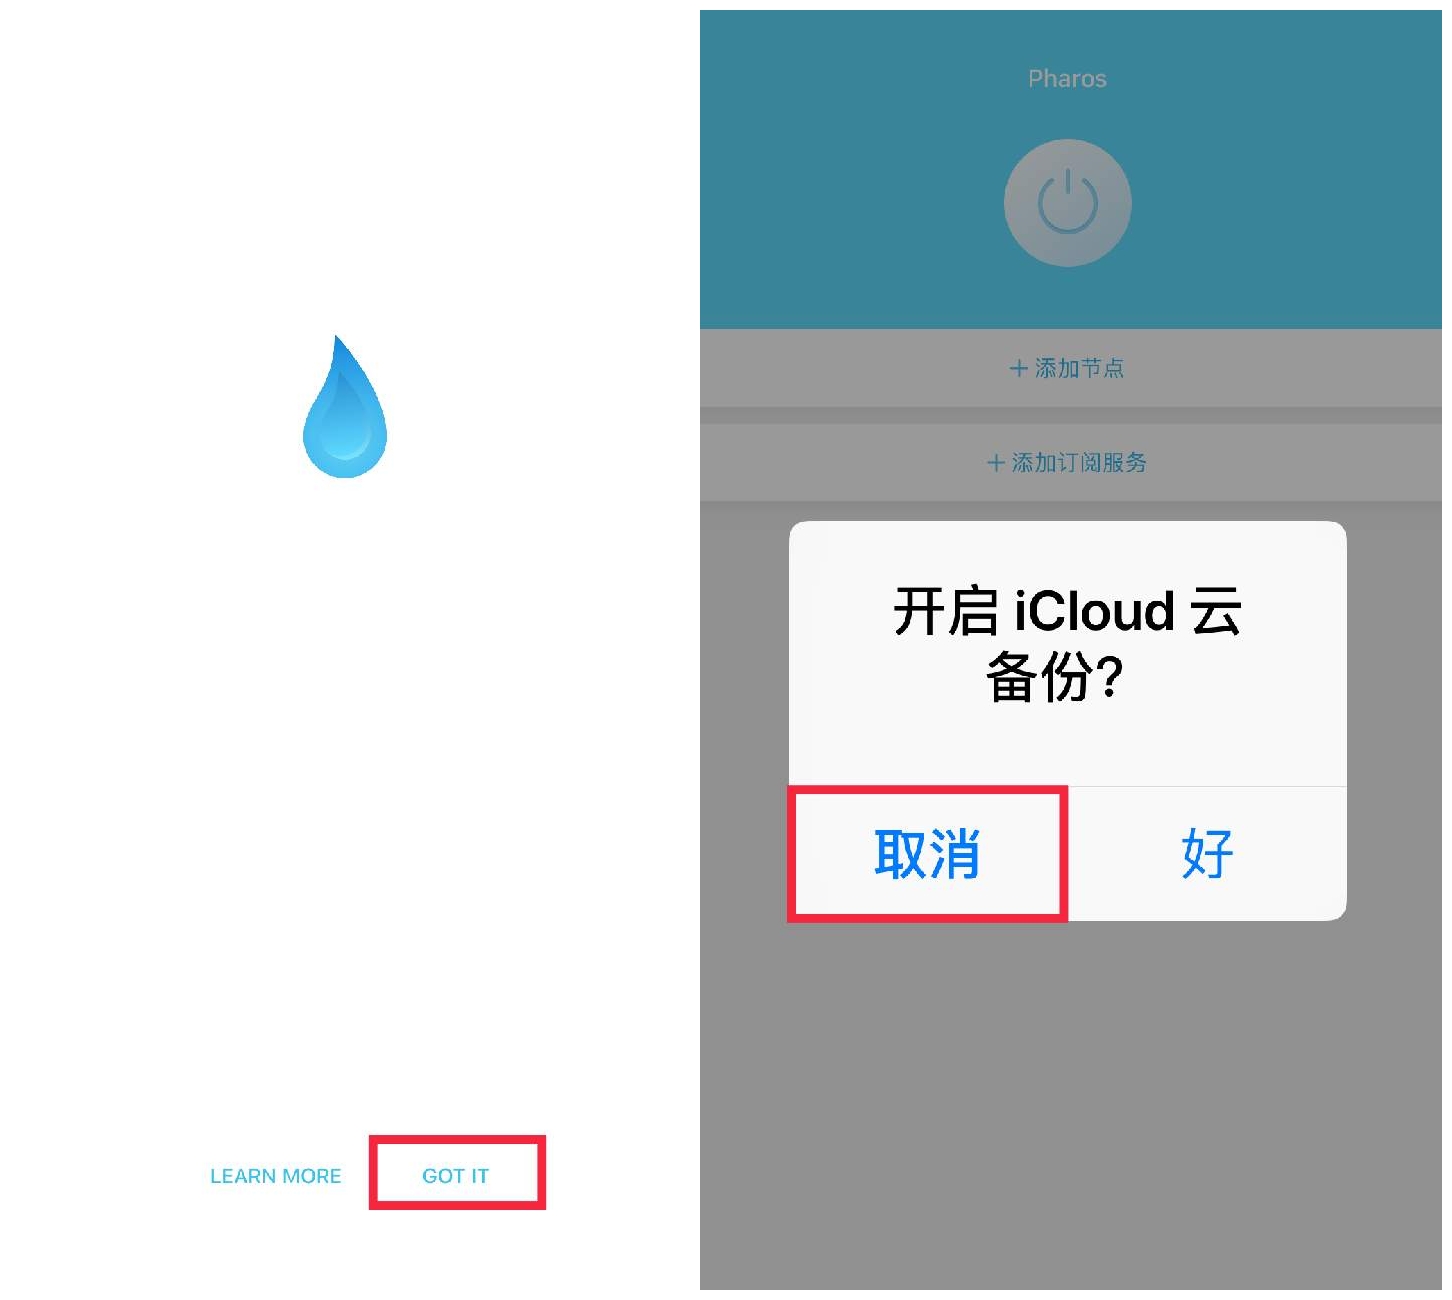 LEARN MORE
GOT IT
Pharos
+ 添加节点
+ 添加订阅服务
开启 iCloud 云
备份?
取消
好